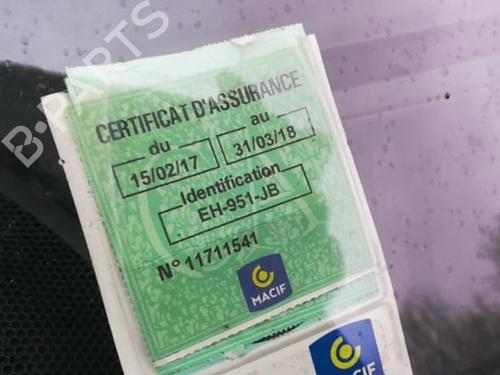 B-PARTS
CERTIFICAT D'ASSURANCE
du au
15/02/17 31/03/18
Identification
EH-951-JB
N° 11711541
MACIF
MACIF